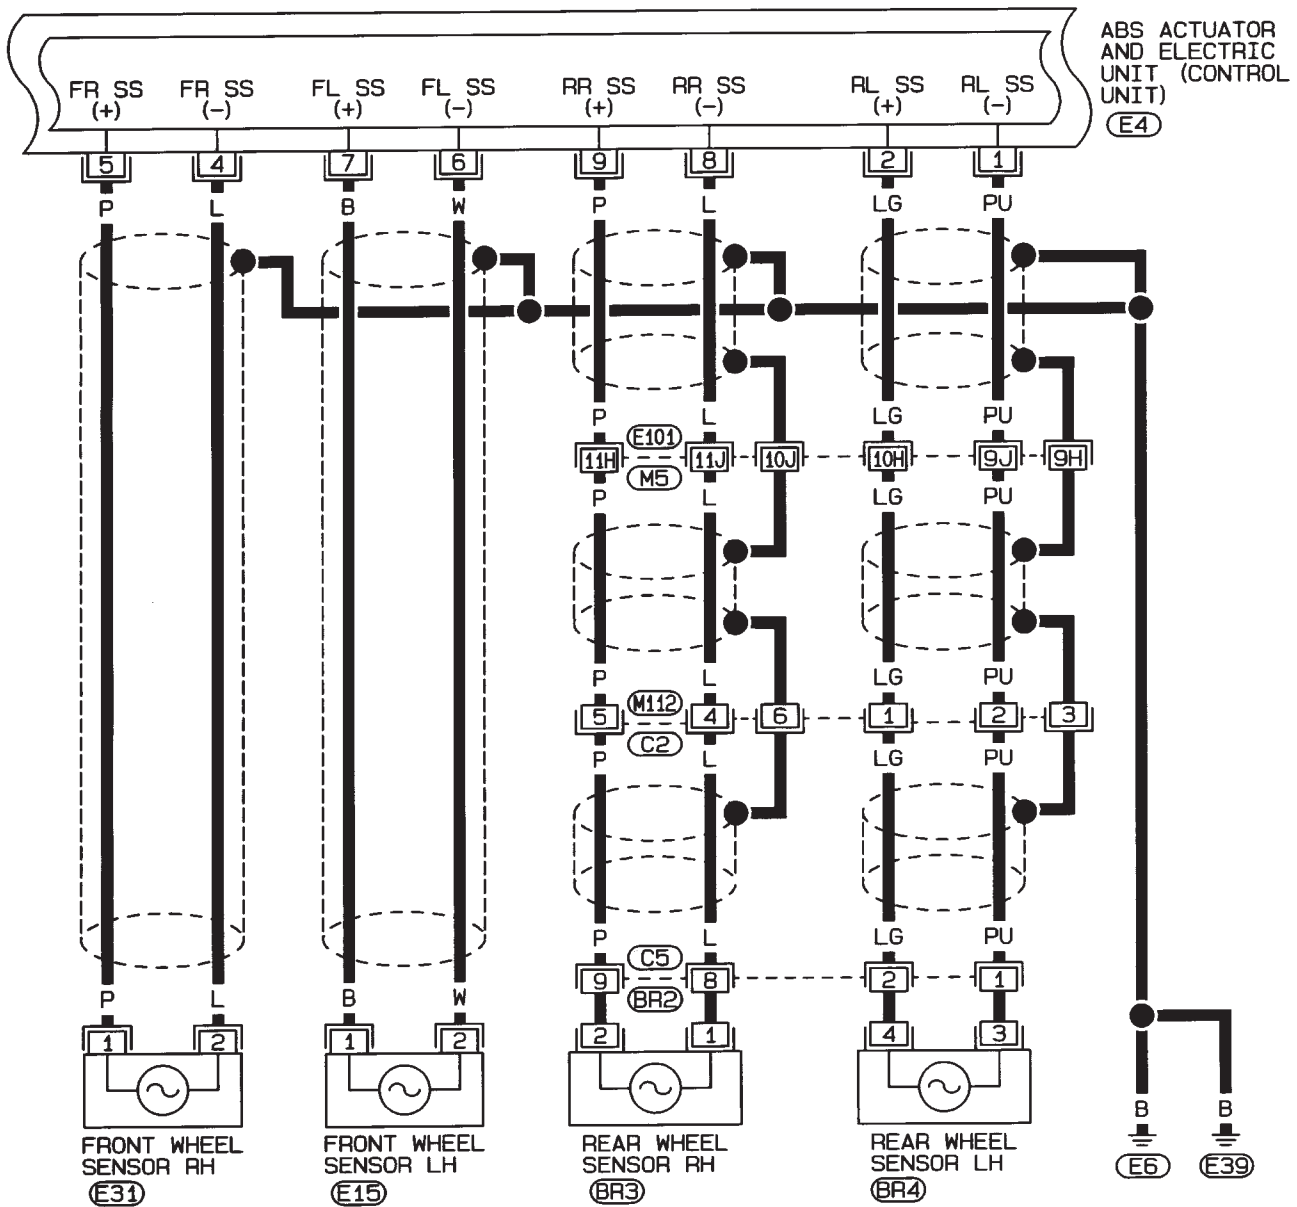 ABS ACTUATOR
AND ELECTRIC
UNIT (CONTROL
UNIT)
E4
FR SS FR SS FL SS FL SS RR SS RR SS RL SS RL SS
(+) (-) (+) (-) (+) (-) (+) (-)
5 4 7 6 9 8 2 1
P L B W P L LG PU
P L LG PU
E101
11H 11J 10J 10H 9J 9H
M5
P L LG PU
P L LG PU
M112
5 4 6 1 2 3
C2
P L LG PU
P L LG PU
C5
9 8 2 1
BR2
P L B W
1 2 1 2 2 1 4 3
B B
FRONT WHEEL
SENSOR RH
E31
FRONT WHEEL
SENSOR LH
E15
REAR WHEEL
SENSOR RH
BR3
REAR WHEEL
SENSOR LH
BR4
E6 E39